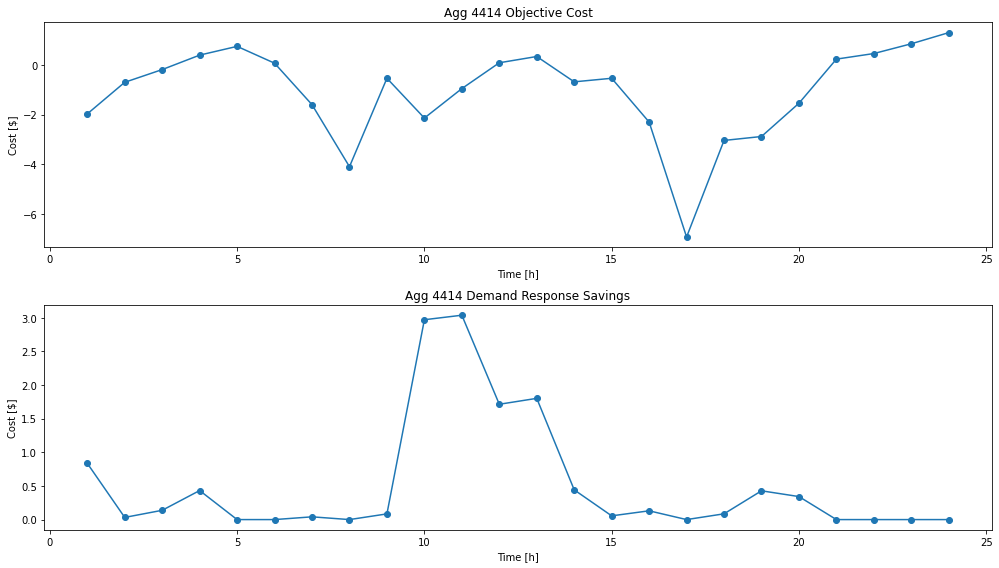 Agg 4414 Objective Cost
Cost [$]
0
−2
−4
−6
0 5 10 15 20 25
Time [h]
Agg 4414 Demand Response Savings
Cost [$]
3.0
2.5
2.0
1.5
1.0
0.5
0.0
0 5 10 15 20 25
Time [h]